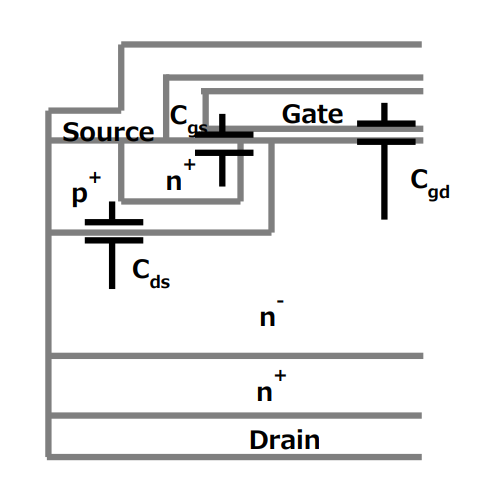 Cgs
Gate
Source
n+
p+
Cgd
Cds
n-
n+
Drain